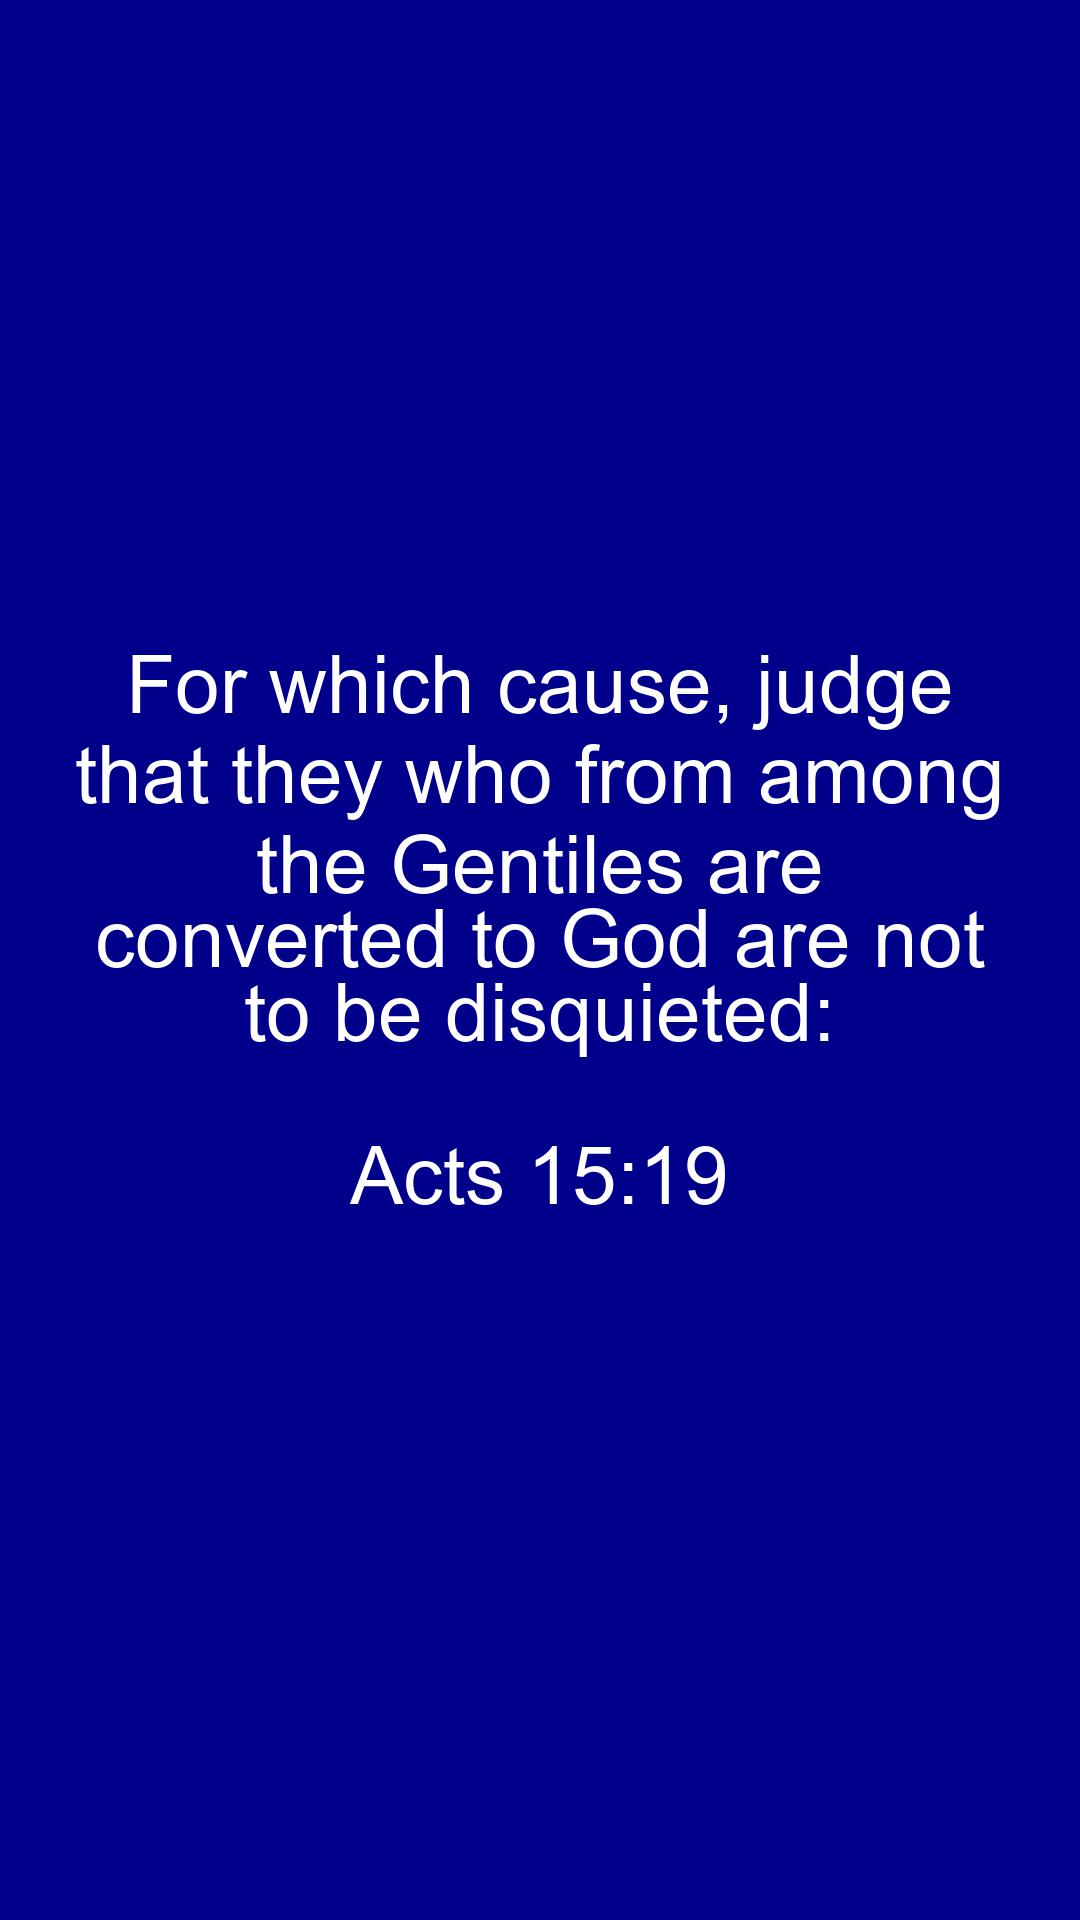 For which cause, judge
that they who from among
the Gentiles are
converted to God are not
to be disquieted:
Acts 15:19